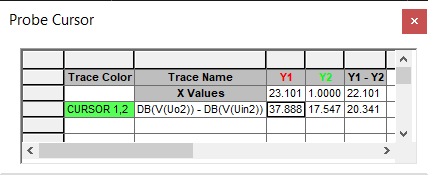 Probe Cursor
Trace Color Trace Name Y1 Y2 Y1 - Y2
X Values 23.101 1.0000 22.101
CURSOR 1,2 DB(V(Uo2)) - DB(V(Uin2)) 37.888 17.547 20.341